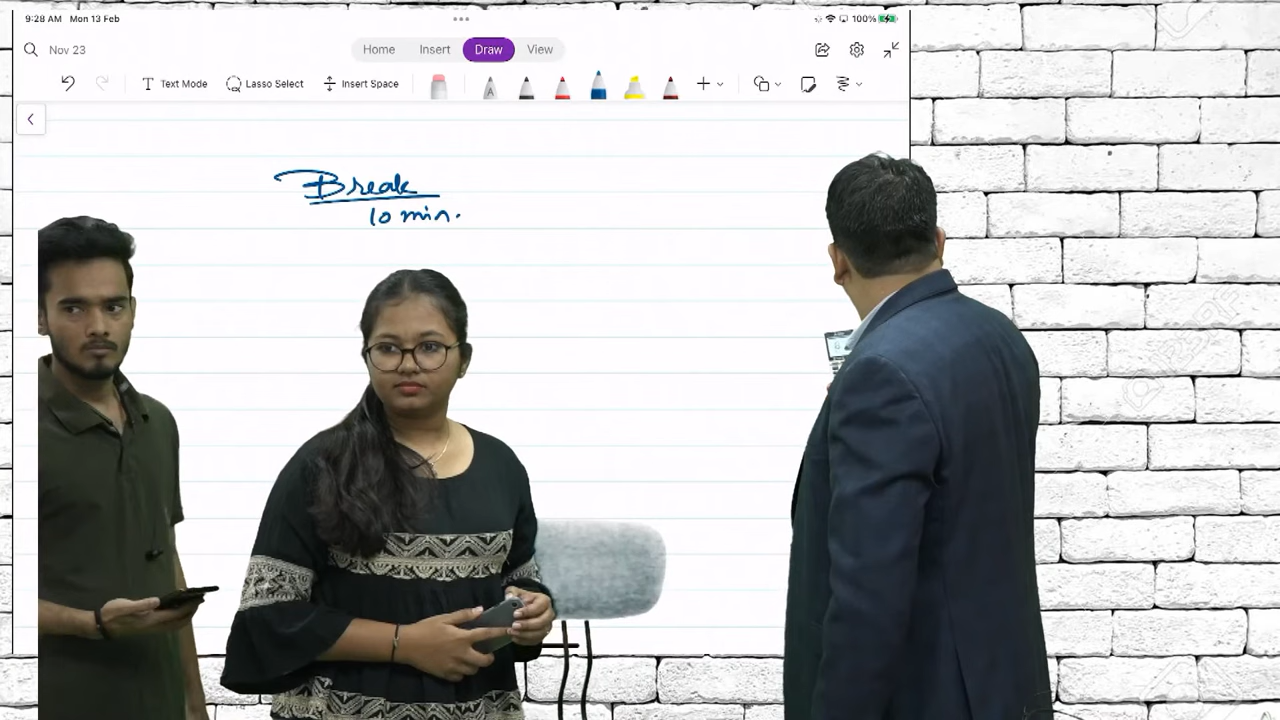 9:28 AM Mon 13 Feb
100%
Nov 23
Home Insert Draw View
Text Mode Lasso Select Insert Space
A
Break
10 min.